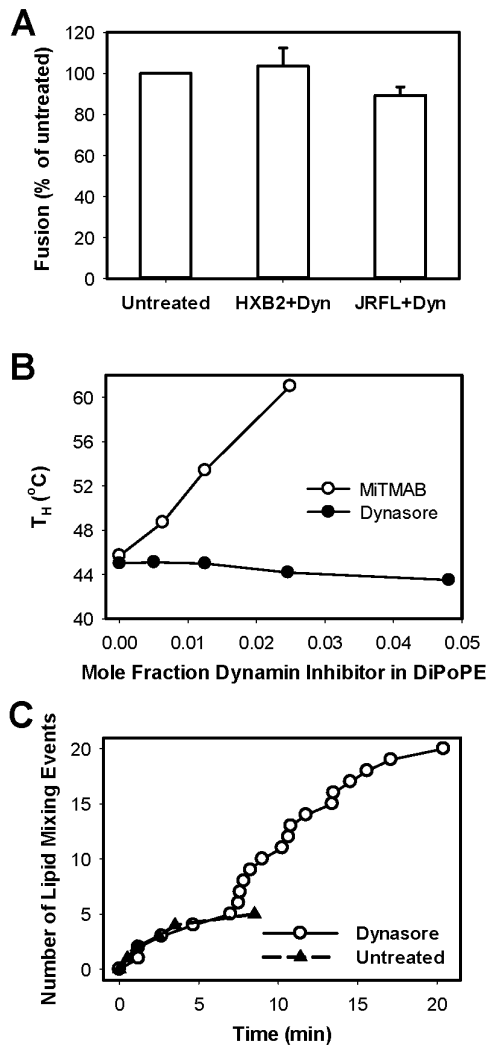 A
Fusion (% of untreated)
120
100
80
60
40
20
0
Untreated HXB2+Dyn JRFL+Dyn
B
T_H (°C)
60
56
52
48
44
40
MiTMAB
Dynasore
0.00 0.01 0.02 0.03 0.04 0.05
Mole Fraction Dynamin Inhibitor in DiPoPE
C
Number of Lipid Mixing Events
20
15
10
5
0
Dynasore
Untreated
0 5 10 15 20
Time (min)